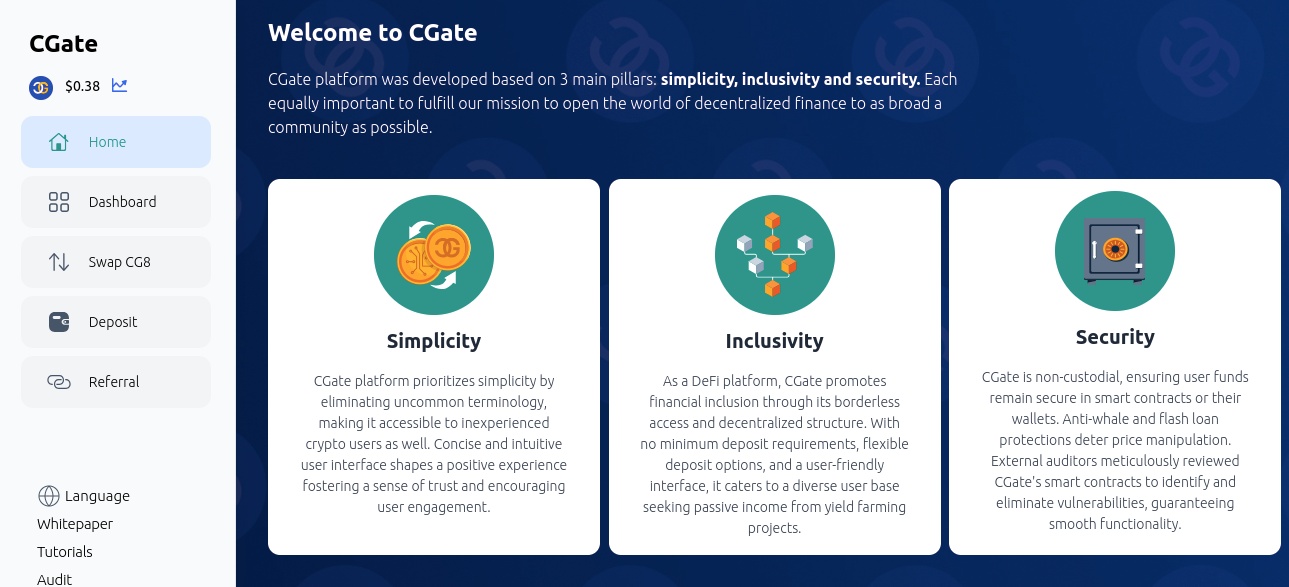 CGate
$0.38
Home
Dashboard
Swap CG8
Deposit
Referral
Language
Whitepaper
Tutorials
Audit
Welcome to CGate
CGate platform was developed based on 3 main pillars: simplicity, inclusivity and security. Each
equally important to fulfill our mission to open the world of decentralized finance to as broad a
community as possible.
Simplicity
CGate platform prioritizes simplicity by
eliminating uncommon terminology,
making it accessible to inexperienced
crypto users as well. Concise and intuitive
user interface shapes a positive experience
fostering a sense of trust and encouraging
user engagement.
Inclusivity
As a DeFi platform, CGate promotes
financial inclusion through its borderless
access and decentralized structure. With
no minimum deposit requirements, flexible
deposit options, and a user-friendly
interface, it caters to a diverse user base
seeking passive income from yield farming
projects.
Security
CGate is non-custodial, ensuring user funds
remain secure in smart contracts or their
wallets. Anti-whale and flash loan
protections deter price manipulation.
External auditors meticulously reviewed
CGate's smart contracts to identify and
eliminate vulnerabilities, guaranteeing
smooth functionality.